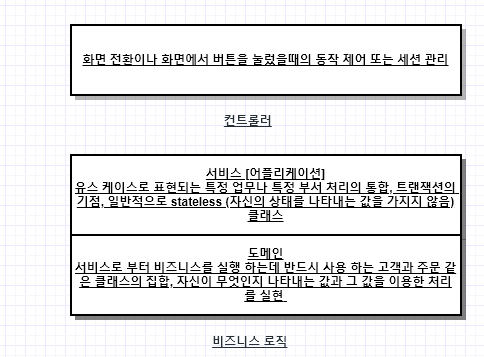 화면 전환이나 화면에서 버튼을 눌렀을때의 동작 제어 또는 세션 관리
컨트롤러
서비스 [어플리케이션]
유스 케이스로 표현되는 특정 업무나 특정 부서 처리의 통합, 트랜잭션의
기점, 일반적으로 stateless (자신의 상태를 나타내는 값을 가지지 않음)
클래스
도메인
서비스로 부터 비즈니스를 실행 하는데 반드시 사용 하는 고객과 주문 같
은 클래스의 집합, 자신이 무엇인지 나타내는 값과 그 값을 이용한 처리
를 실현
비즈니스 로직